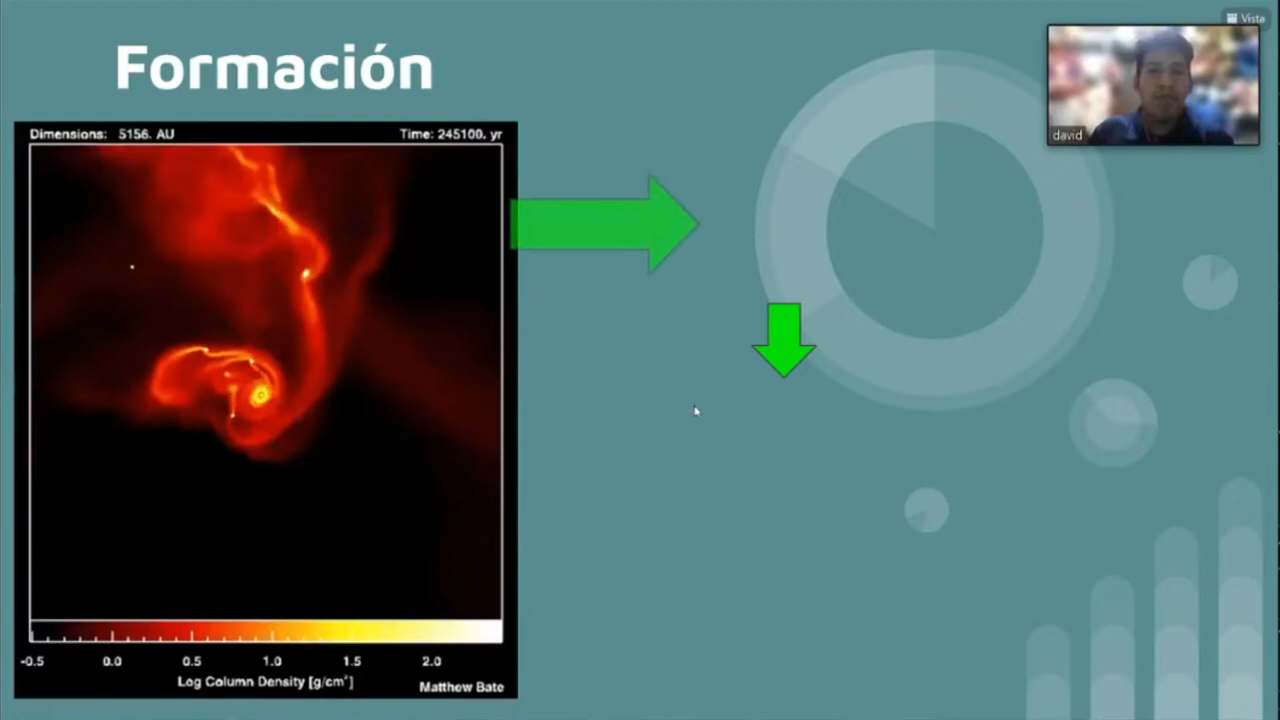 Vista
Formación
david
Dimensions: 5156. AU
Time: 245100. yr
-0.5 0.0 0.5 1.0 1.5 2.0
Log Column Density [g/cm²]
Matthew Bate